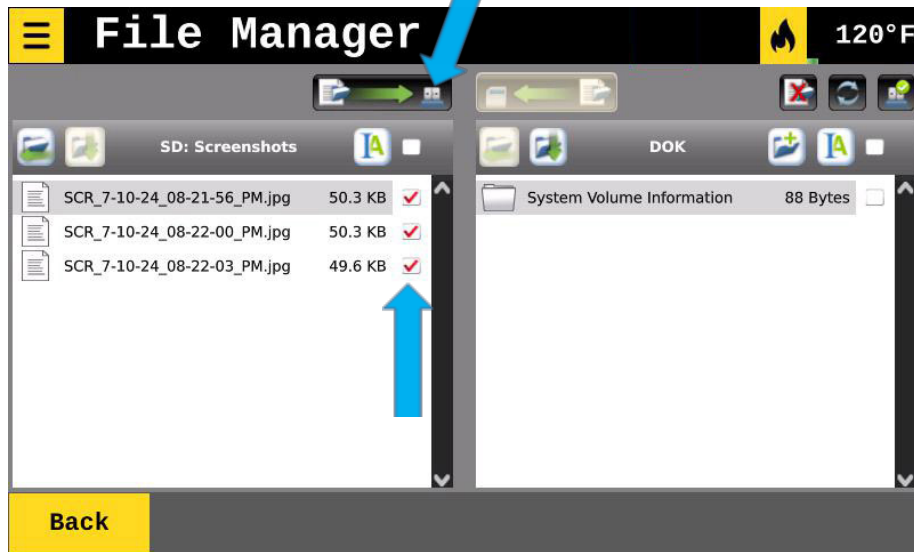 File Manager
120°F
SD: Screenshots
IA
DOK
IA
SCR_7-10-24_08-21-56_PM.jpg 50.3 KB
System Volume Information 88 Bytes
SCR_7-10-24_08-22-00_PM.jpg 50.3 KB
SCR_7-10-24_08-22-03_PM.jpg 49.6 KB
Back